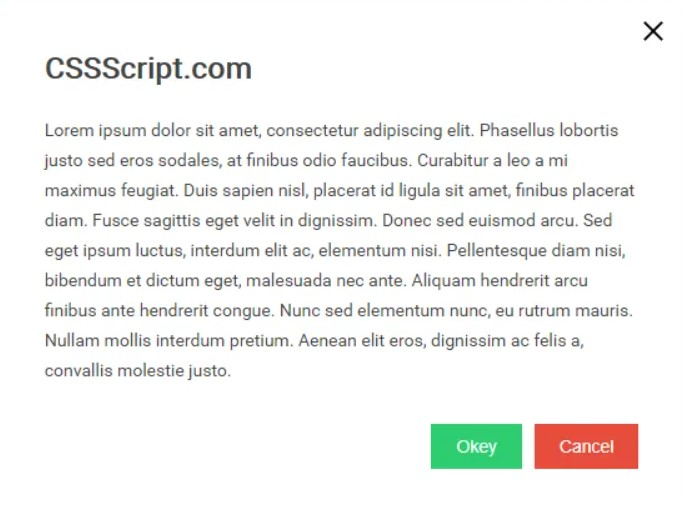 CSSScript.com
Lorem ipsum dolor sit amet, consectetur adipiscing elit. Phasellus lobortis
justo sed eros sodales, at finibus odio faucibus. Curabitur a leo a mi
maximus feugiat. Duis sapien nisl, placerat id ligula sit amet, finibus placerat
diam. Fusce sagittis eget velit in dignissim. Donec sed euismod arcu. Sed
eget ipsum luctus, interdum elit ac, elementum nisi. Pellentesque diam nisi,
bibendum et dictum eget, malesuada nec ante. Aliquam hendrerit arcu
finibus ante hendrerit congue. Nunc sed elementum nunc, eu rutrum mauris.
Nullam mollis interdum pretium. Aenean elit eros, dignissim ac felis a,
convallis molestie justo.
Okey Cancel